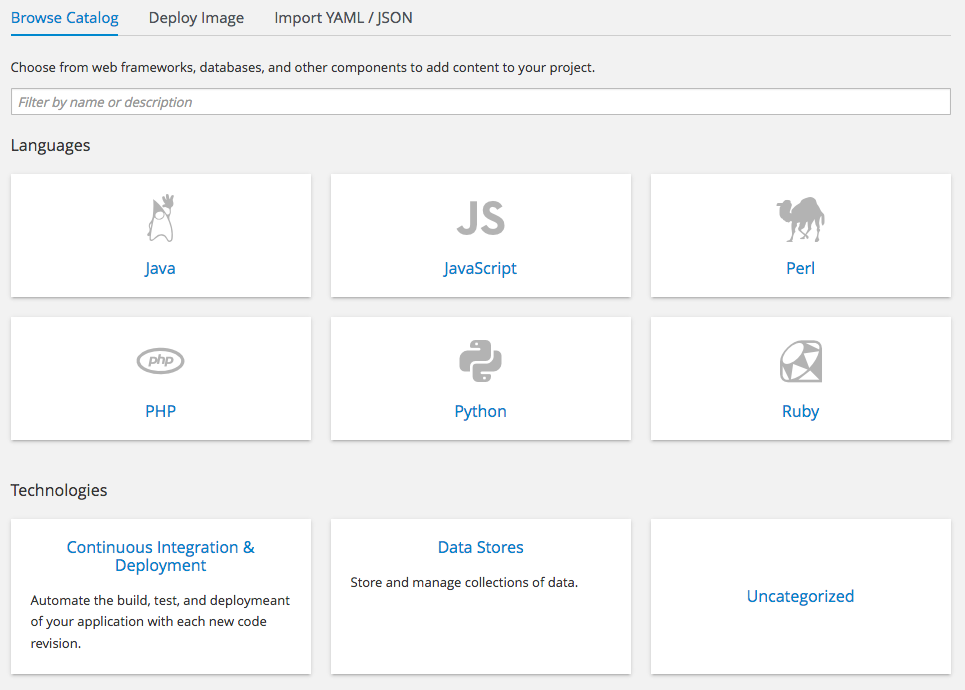 Browse Catalog Deploy Image Import YAML / JSON
Choose from web frameworks, databases, and other components to add content to your project.
Filter by name or description
Languages
JS
Java JavaScript Perl
php
PHP Python Ruby
Technologies
Continuous Integration &
Deployment
Automate the build, test, and deploymeant
of your application with each new code
revision.
Data Stores
Store and manage collections of data.
Uncategorized